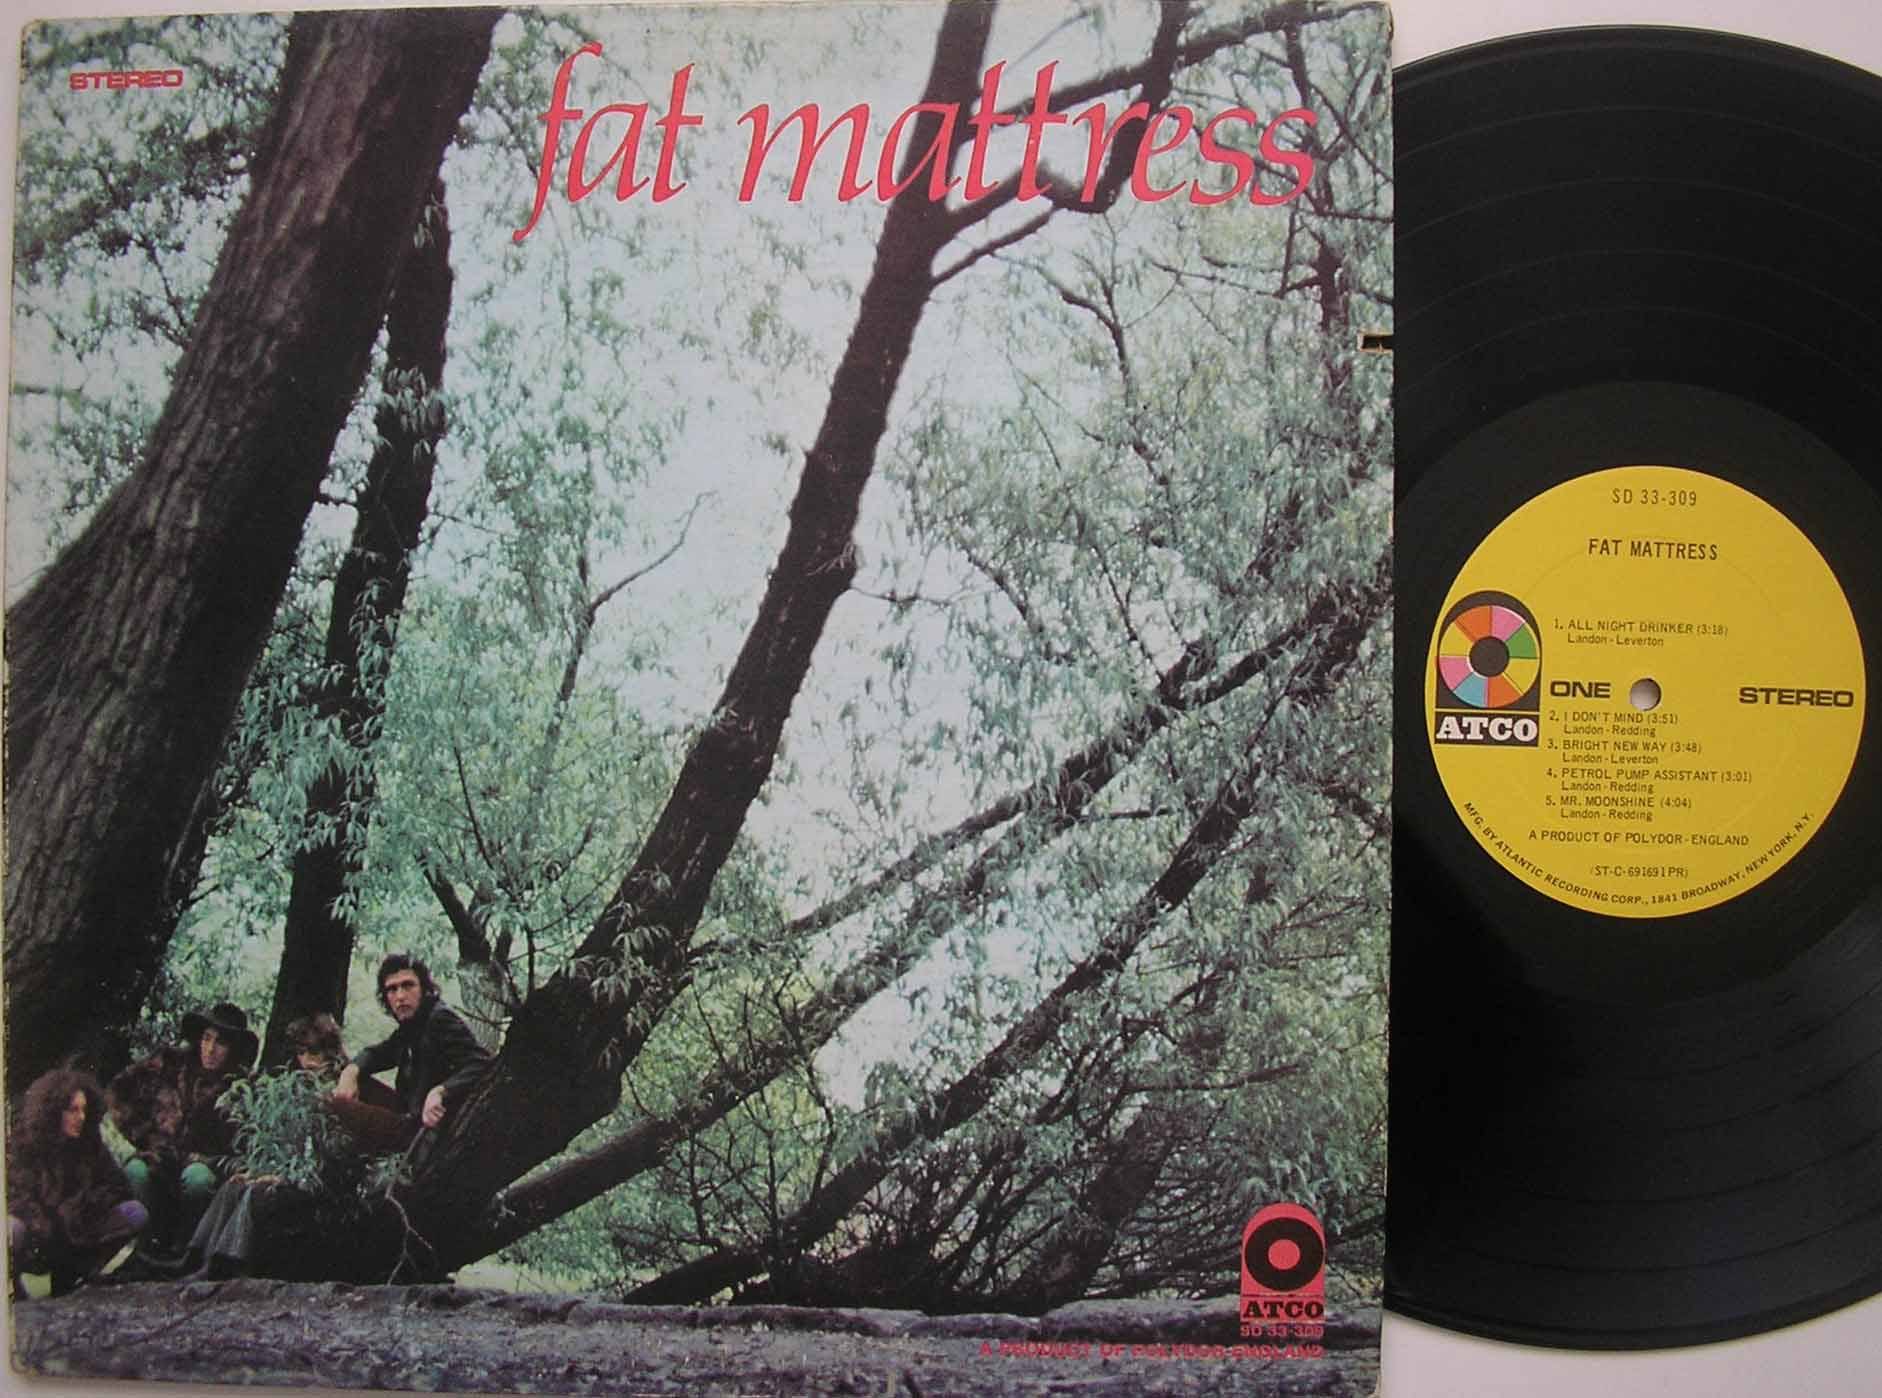 STEREO
fat mattress
ATCO
SD 33-309
A PRODUCT OF POLYDOR-ENGLAND
SD 33-309
FAT MATTRESS
1. ALL NIGHT DRINKER (3:18)
Landon - Leverton
ONE
STEREO
ATCO
2. I DON'T MIND (3:51)
Landon - Redding
3. BRIGHT NEW WAY (3:48)
Landon - Leverton
4. PETROL PUMP ASSISTANT (3:01)
Landon - Redding
5. MR. MOONSHINE (4:04)
Landon - Redding
A PRODUCT OF POLYDOR - ENGLAND
(ST-C-691691PR)
MFG. BY ATLANTIC RECORDING CORP., 1841 BROADWAY, NEW YORK, N.Y.